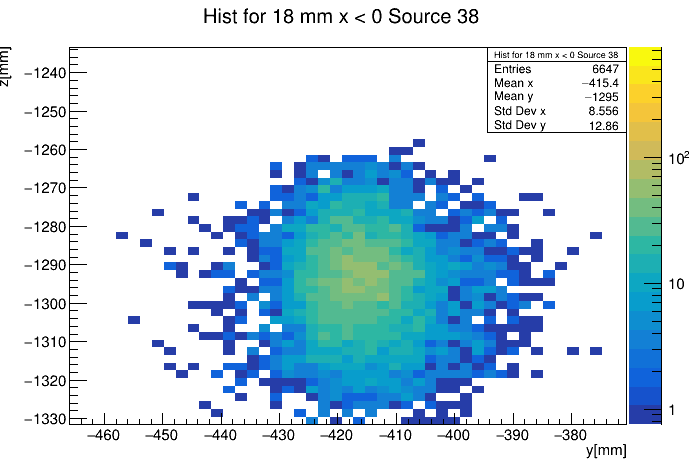 Hist for 18 mm x < 0 Source 38
z[mm]
Hist for 18 mm x < 0 Source 38
Entries 6647
Mean x −415.4
Mean y −1295
Std Dev x 8.556
Std Dev y 12.86
−1240
−1250
−1260
−1270
−1280
−1290
−1300
−1310
−1320
−1330
10²
10
1
−460 −450 −440 −430 −420 −410 −400 −390 −380
y[mm]